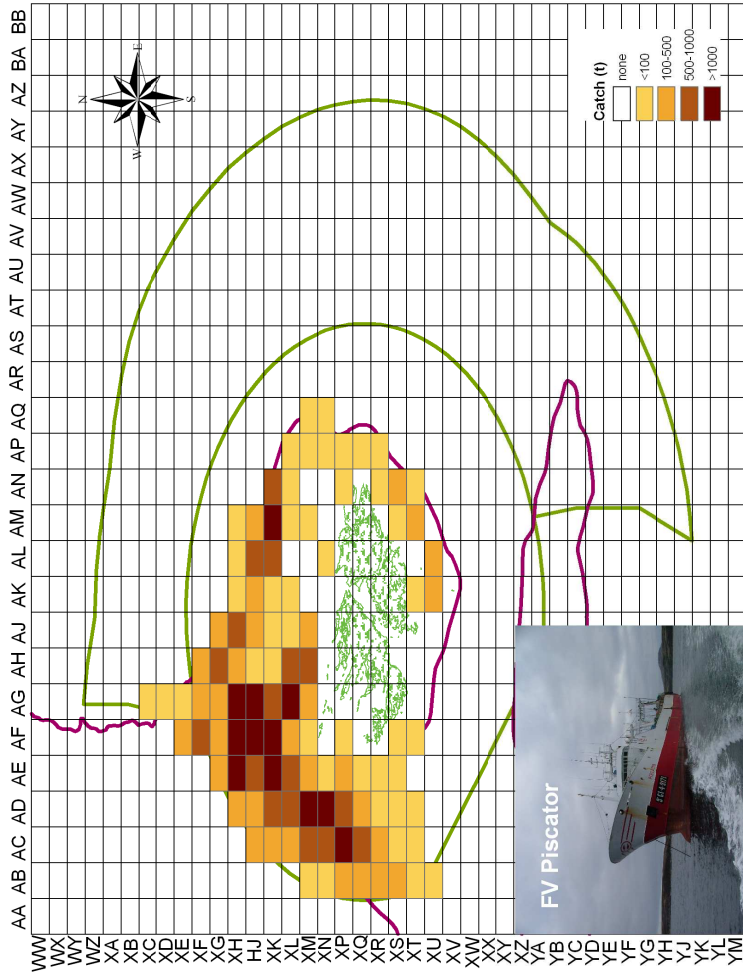 AA AB AC AD AE AF AG AH AJ AK AL AM AN AP AQ AR AS AT AU AV AW AX AY AZ BA BB
WW
WX
WY
WZ
XA
XB
XC
XD
XE
XF
XG
XH
HJ
XK
XL
XM
XN
XP
XQ
XR
XS
XT
XU
XV
XW
XX
XY
XZ
YA
YB
YC
YD
YE
YF
YG
YH
YJ
YK
YL
YM
N
E
S
W
Catch (t)
none
<100
100-500
500-1000
>1000
FV Piscator